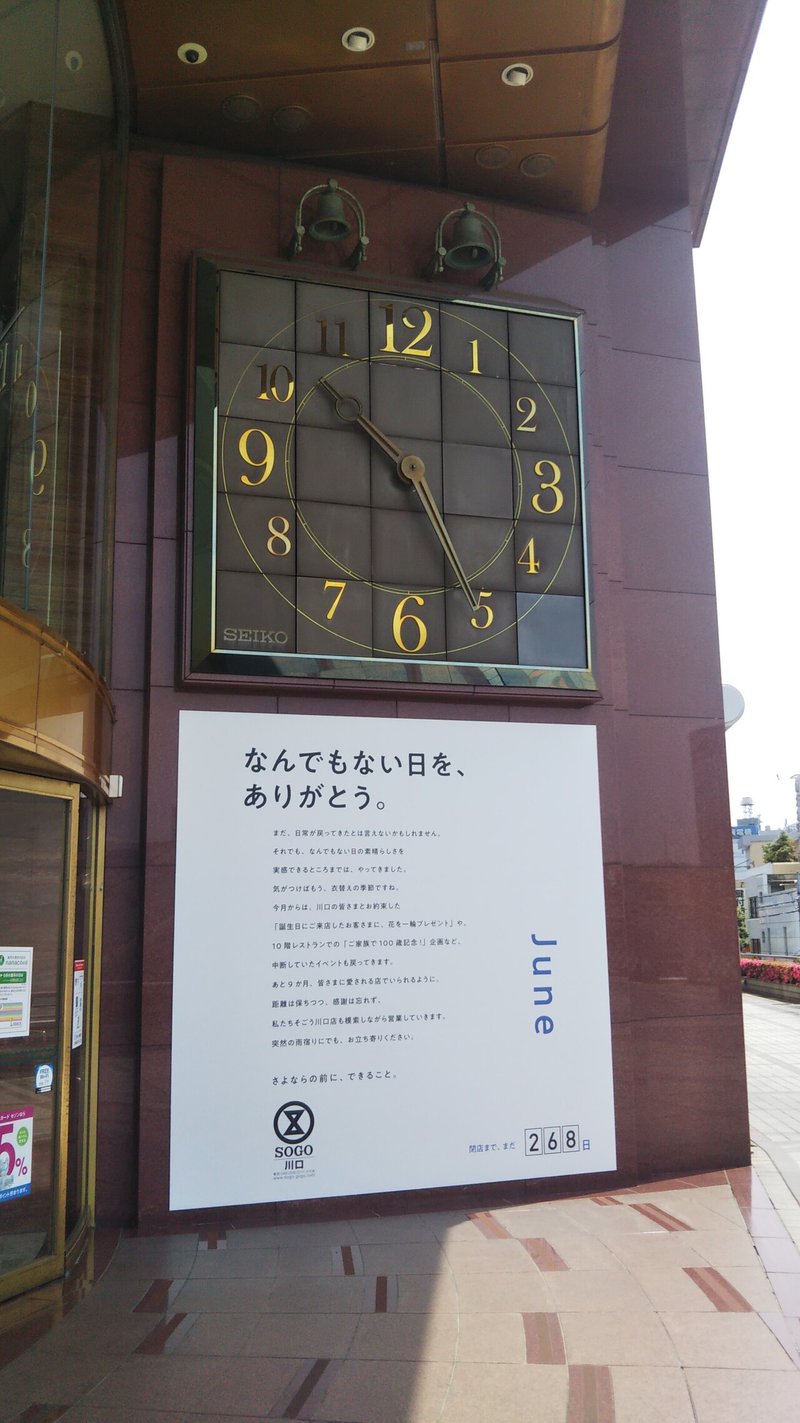 12
1
2
3
4
5
6
7
8
9
10
11
SEIKO
なんでもない日を、
ありがとう。
まだ、日常が戻ってきたとは言えないかもしれません。
それでも、なんでもない日の素晴らしさを
実感できるところまでは、やってきました。
気がつけばもう、衣替えの季節ですね。
今月からは、川口の皆さまとお約束した
「誕生日にご来店したお客さまに、花を一輪プレゼント」や、
10階レストランでの「ご家族で100歳記念!」企画など、
中断していたイベントも戻ってきます。
あと9か月、皆さまに愛される店でいられるように。
距離は保ちつつ、感謝は忘れず、
私たちそごう川口店も模索しながら営業していきます。
突然の雨宿りにでも、お立ち寄りください。
さよならの前に、できること。
June
SOGO
川口
閉店まで、まだ 268日
nanaco
FREE
Wi-Fi
5%